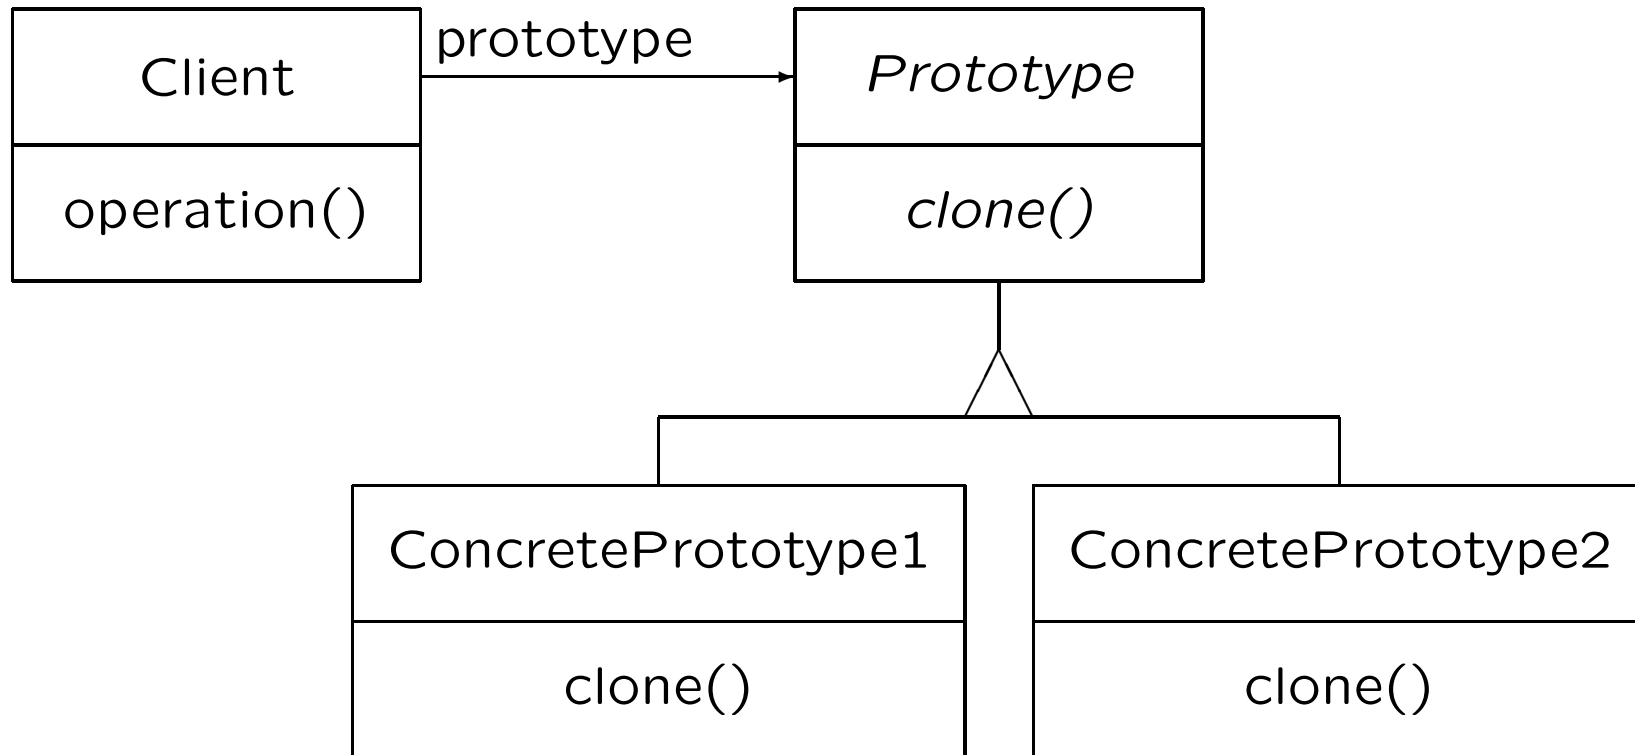 Client
prototype
Prototype
operation()
clone()
ConcretePrototype1
ConcretePrototype2
clone()
clone()